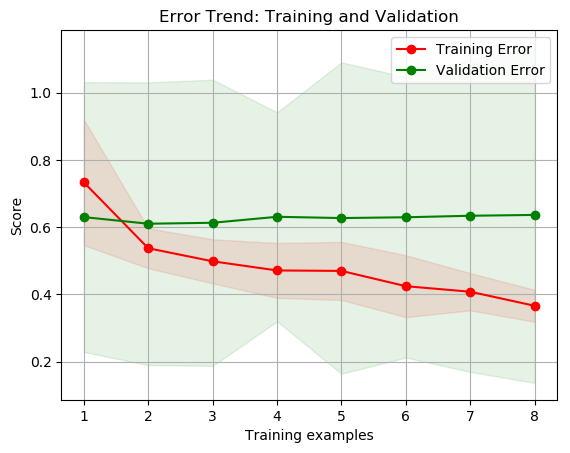 Error Trend: Training and Validation
Training Error
Validation Error
Score
1.0
0.8
0.6
0.4
0.2
1 2 3 4 5 6 7 8
Training examples